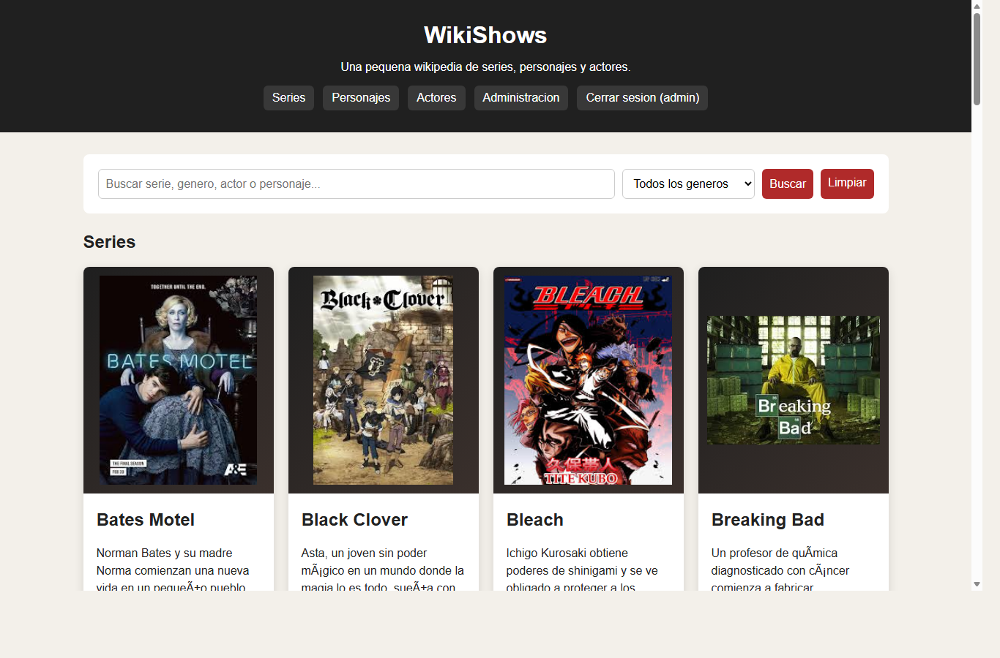 WikiShows
Una pequena wikipedia de series, personajes y actores.
Series Personajes Actores Administracion Cerrar sesion (admin)
Buscar serie, genero, actor o personaje... Todos los generos Buscar Limpiar
Series
TOGETHER UNTIL THE END.
BATES MOTEL
THE FINAL SEASON
FEB 20
A&E
Black Clover
BLEACH
久保帯人
TITE KUBO
Breaking
Bad
Bates Motel
Norman Bates y su madre
Norma comienzan una nueva
vida en un pequeÃ±o pueblo
Black Clover
Asta, un joven sin poder
mÃ¡gico en un mundo donde la
magia lo es todo, sueÃ±a con
Bleach
Ichigo Kurosaki obtiene
poderes de shinigami y se ve
obligado a proteger a los
Breaking Bad
Un profesor de quÃ­mica
diagnosticado con cÃ¡ncer
comienza a fabricar